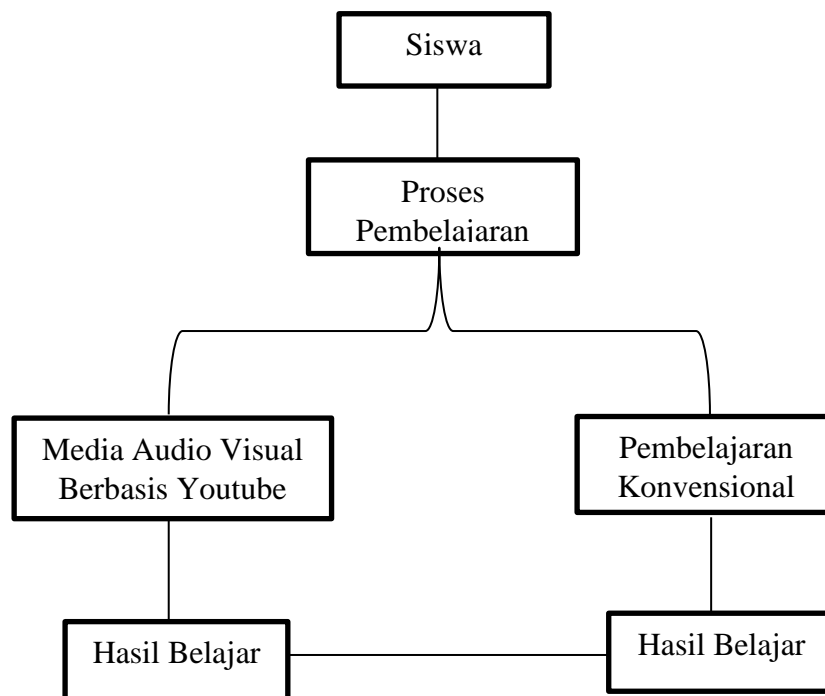 Siswa
Proses
Pembelajaran
Media Audio Visual
Berbasis Youtube
Pembelajaran
Konvensional
Hasil Belajar
Hasil Belajar